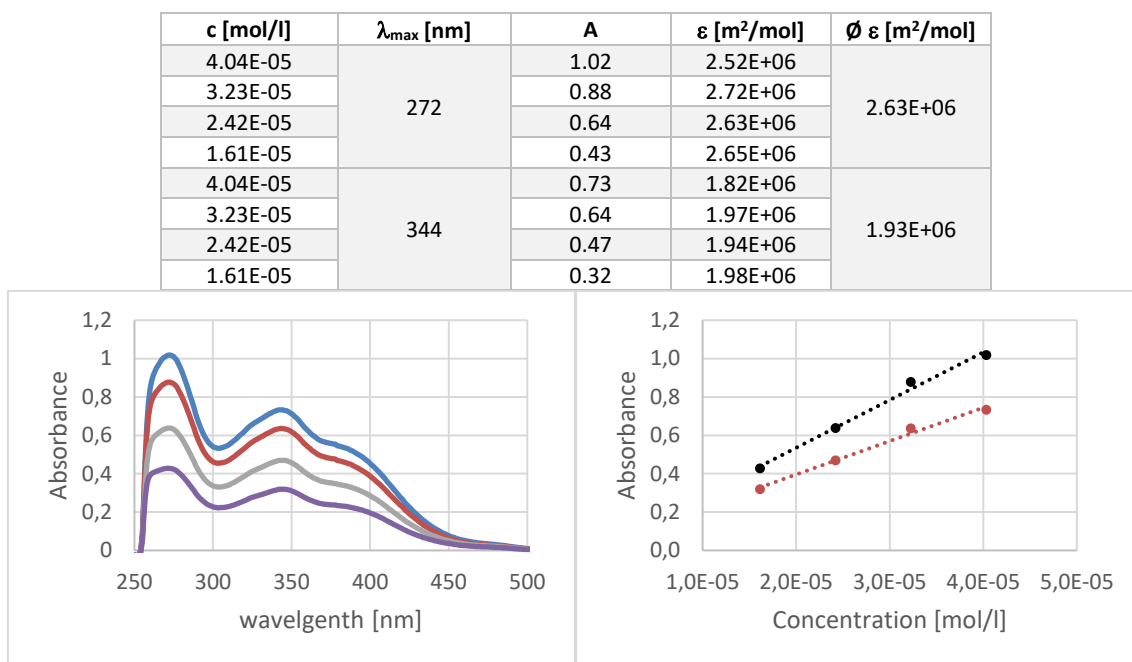 c [mol/l] λmax [nm] A ε [m²/mol] Ø ε [m²/mol]
4.04E-05 272 1.02 2.52E+06 2.63E+06
3.23E-05 0.88 2.72E+06
2.42E-05 0.64 2.63E+06
1.61E-05 0.43 2.65E+06
4.04E-05 344 0.73 1.82E+06 1.93E+06
3.23E-05 0.64 1.97E+06
2.42E-05 0.47 1.94E+06
1.61E-05 0.32 1.98E+06
Absorbance
1,2
1
0,8
0,6
0,4
0,2
0
250 300 350 400 450 500
wavelgenth [nm]
Absorbance
1,2
1,0
0,8
0,6
0,4
0,2
0,0
1,0E-05 2,0E-05 3,0E-05 4,0E-05 5,0E-05
Concentration [mol/l]